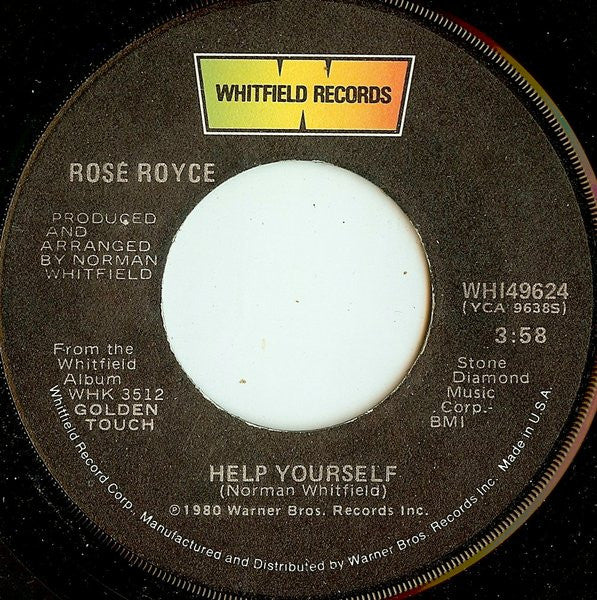 WHITFIELD RECORDS
ROSE ROYCE
PRODUCED
AND
ARRANGED
BY NORMAN
WHITFIELD
WHI49624
(YCA 9638S)
3:58
From the
Whitfield
Album
WHK 3512
GOLDEN
TOUCH
Stone
Diamond
Music
Corp.-
BMI
HELP YOURSELF
(Norman Whitfield)
℗1980 Warner Bros. Records Inc.
Whitfield Record Corp. Manufactured and Distributed by Warner Bros. Records Inc. Made in U.S.A.